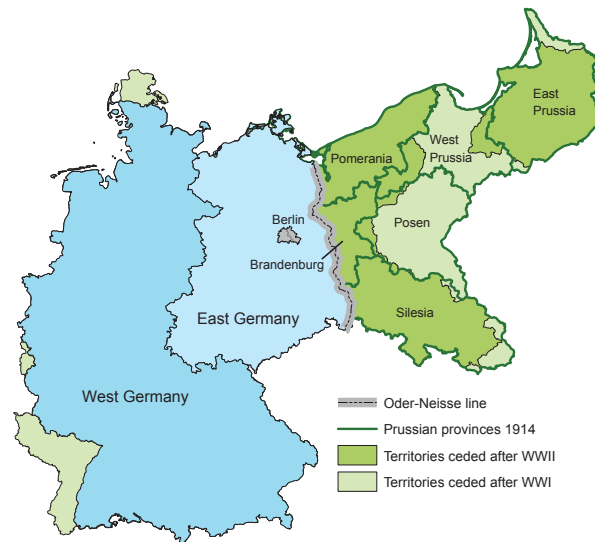 East
Prussia
West
Prussia
Pomerania
Posen
Berlin
Brandenburg
Silesia
East Germany
West Germany
Oder-Neisse line
Prussian provinces 1914
Territories ceded after WWII
Territories ceded after WWI